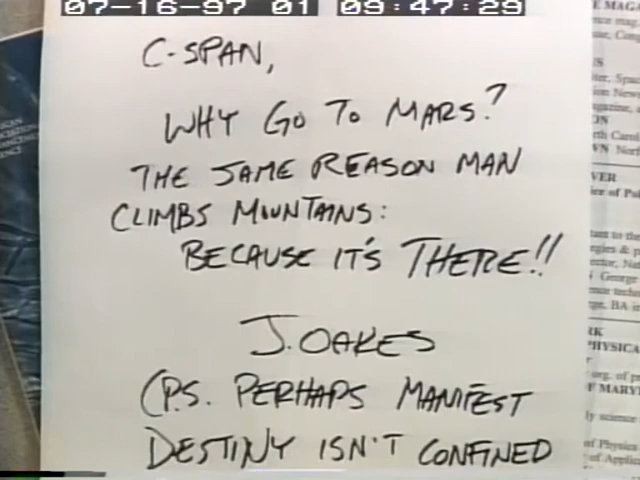 07-16-97 01 09:47:29
C-SPAN,
WHY GO TO MARS?
THE SAME REASON MAN
CLIMBS MOUNTAINS:
BECAUSE IT'S THERE!!
J. OAKES
(P.S. PERHAPS MANIFEST
DESTINY ISN'T CONFINED